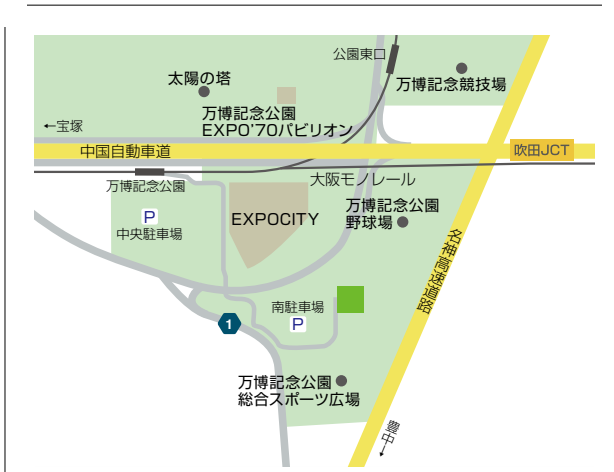 公園東口
太陽の塔
万博記念競技場
万博記念公園
EXPO'70パビリオン
←宝塚
中国自動車道
吹田JCT
大阪モノレール
万博記念公園
P
中央駐車場
EXPOCITY
万博記念公園
野球場
名神高速道路
南駐車場
P
1
万博記念公園
総合スポーツ広場
豊中→